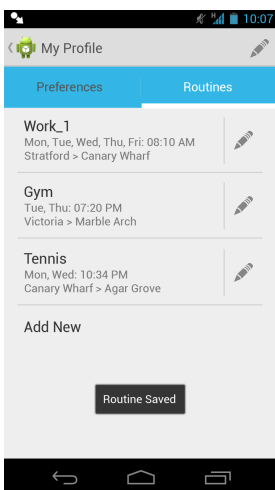 10:07
My Profile
Preferences
Routines
Work_1
Mon, Tue, Wed, Thu, Fri: 08:10 AM
Stratford > Canary Wharf
Gym
Tue, Thu: 07:20 PM
Victoria > Marble Arch
Tennis
Mon, Wed: 10:34 PM
Canary Wharf > Agar Grove
Add New
Routine Saved